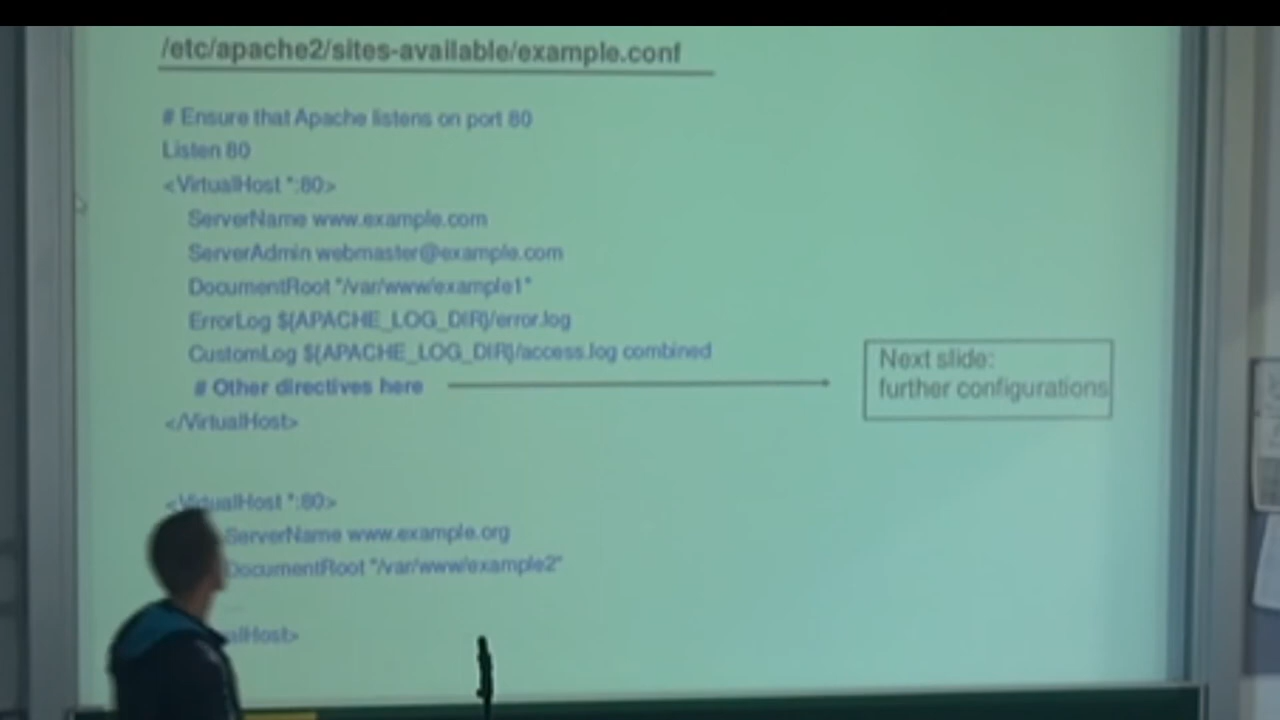 /etc/apache2/sites-available/example.conf
# Ensure that Apache listens on port 80
Listen 80
<VirtualHost *:80>
ServerName www.example.com
ServerAdmin webmaster@example.com
DocumentRoot "/var/www/example1"
ErrorLog ${APACHE_LOG_DIR}/error.log
CustomLog ${APACHE_LOG_DIR}/access.log combined
# Other directives here
Next slide:
further configurations
</VirtualHost>
<VirtualHost *:80>
ServerName www.example.org
DocumentRoot "/var/www/example2"
alHost>